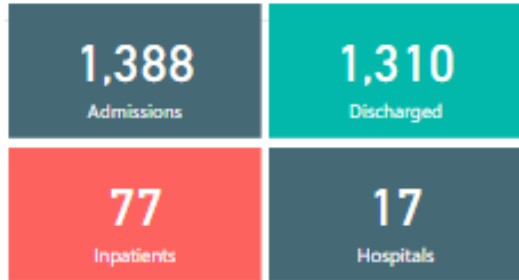 1,388
Admissions
1,310
Discharged
77
Inpatients
17
Hospitals